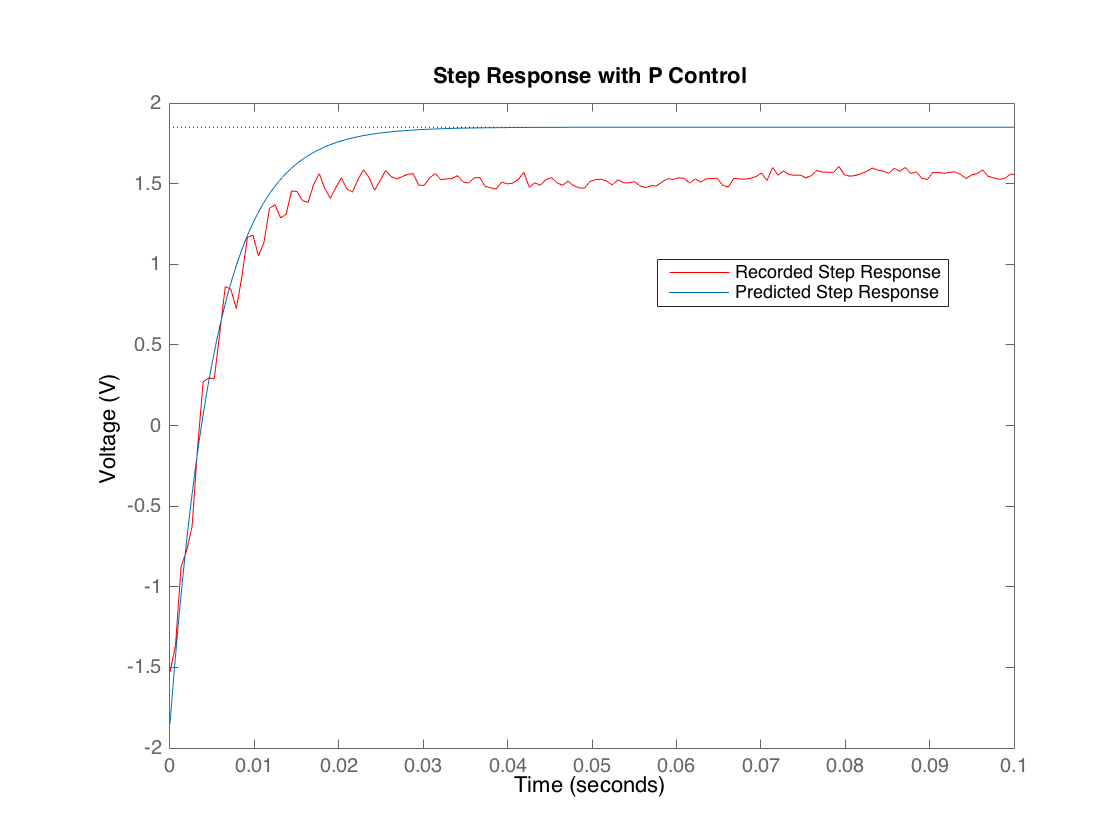 Step Response with P Control
2
1.5
1
0.5
0
-0.5
-1
-1.5
-2
Voltage (V)
Recorded Step Response
Predicted Step Response
0 0.01 0.02 0.03 0.04 0.05 0.06 0.07 0.08 0.09 0.1
Time (seconds)